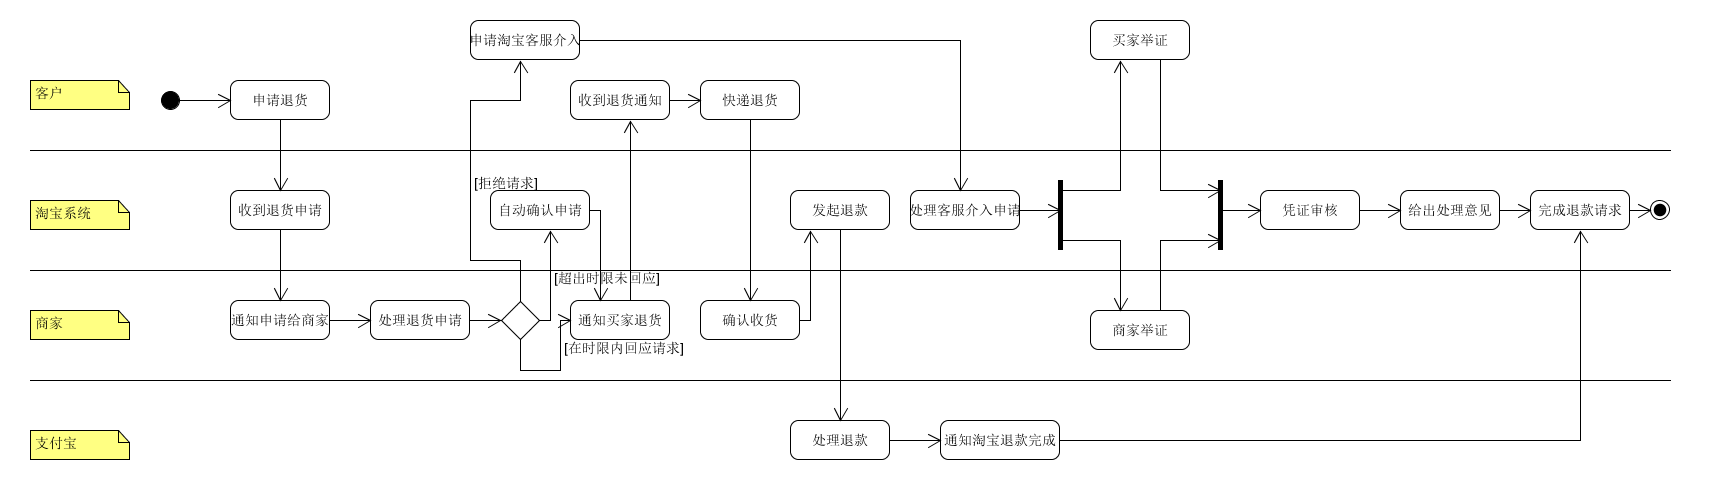 申请淘宝客服介入
买家举证
客户
申请退货
收到退货通知
快递退货
[拒绝请求]
淘宝系统
收到退货申请
自动确认申请
发起退款
处理客服介入申请
凭证审核
给出处理意见
完成退款请求
[超出时限未回应]
商家
通知申请给商家
处理退货申请
通知买家退货
确认收货
商家举证
[在时限内回应请求]
支付宝
处理退款
通知淘宝退款完成